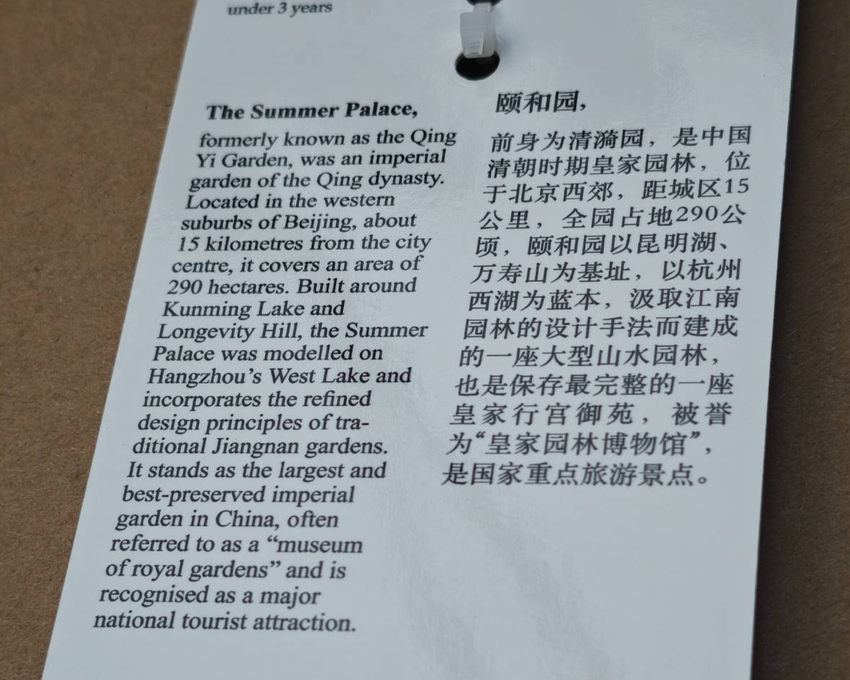 under 3 years
The Summer Palace,
formerly known as the Qing
Yi Garden, was an imperial
garden of the Qing dynasty.
Located in the western
suburbs of Beijing, about
15 kilometres from the city
centre, it covers an area of
290 hectares. Built around
Kunming Lake and
Longevity Hill, the Summer
Palace was modelled on
Hangzhou's West Lake and
incorporates the refined
design principles of tra-
ditional Jiangnan gardens.
It stands as the largest and
best-preserved imperial
garden in China, often
referred to as a “museum
of royal gardens” and is
recognised as a major
national tourist attraction.
颐和园，
前身为清漪园，是中国
清朝时期皇家园林，位
于北京西郊，距城区15
公里，全园占地290公
顷，颐和园以昆明湖、
万寿山为基址，以杭州
西湖为蓝本，汲取江南
园林的设计手法而建成
的一座大型山水园林，
也是保存最完整的一座
皇家行宫御苑，被誉
为“皇家园林博物馆”，
是国家重点旅游景点。